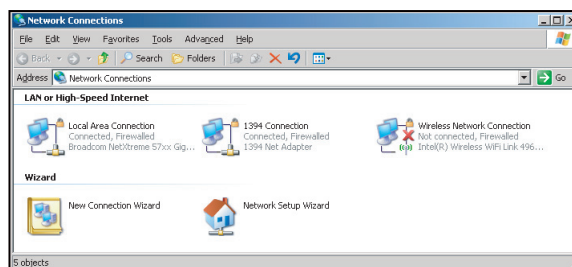 Network Connections
File Edit View Favorites Tools Advanced Help
Back Search Folders
Address Network Connections Go
LAN or High-Speed Internet
Local Area Connection
Connected, Firewalled
Broadcom NetXtreme 57xx Gig...
1394 Connection
Connected, Firewalled
1394 Net Adapter
Wireless Network Connection
Not connected, Firewalled
Intel(R) Wireless WiFi Link 496...
Wizard
New Connection Wizard
Network Setup Wizard
5 objects